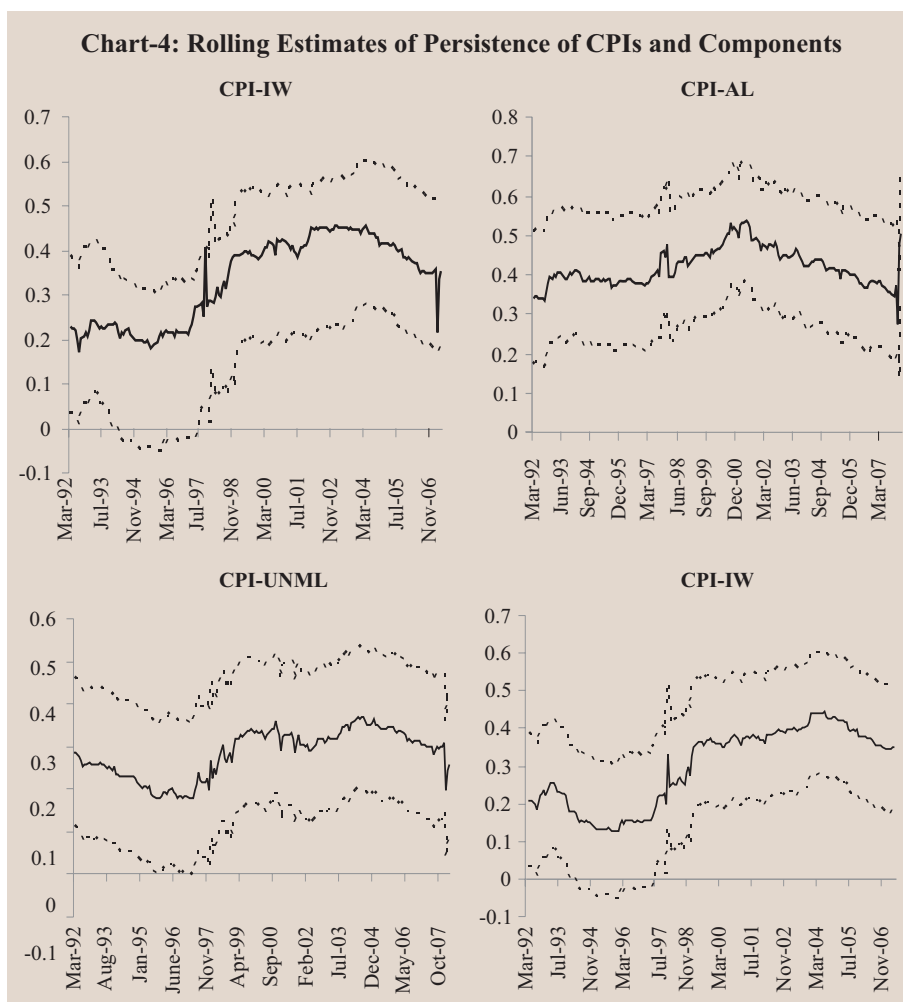 Chart-4: Rolling Estimates of Persistence of CPIs and Components
CPI-IW
0.7
0.6
0.5
0.4
0.3
0.2
0.1
0
-0.1
Mar-92
Jul-93
Nov-94
Mar-96
Jul-97
Nov-98
Mar-00
Jul-01
Nov-02
Mar-04
Jul-05
Nov-06
CPI-AL
0.8
0.7
0.6
0.5
0.4
0.3
0.2
0.1
0
Mar-92
Jun-93
Sep-94
Dec-95
Mar-97
Jun-98
Sep-99
Dec-00
Mar-02
Jun-03
Sep-04
Dec-05
Mar-07
CPI-UNML
0.6
0.5
0.4
0.3
0.2
0.1
0
-0.1
Mar-92
Aug-93
Jan-95
June-96
Nov-97
Apr-99
Sep-00
Feb-02
Jul-03
Dec-04
May-06
Oct-07
CPI-IW
0.7
0.6
0.5
0.4
0.3
0.2
0.1
0
-0.1
Mar-92
Jul-93
Nov-94
Mar-96
Jul-97
Nov-98
Mar-00
Jul-01
Nov-02
Mar-04
Jul-05
Nov-06